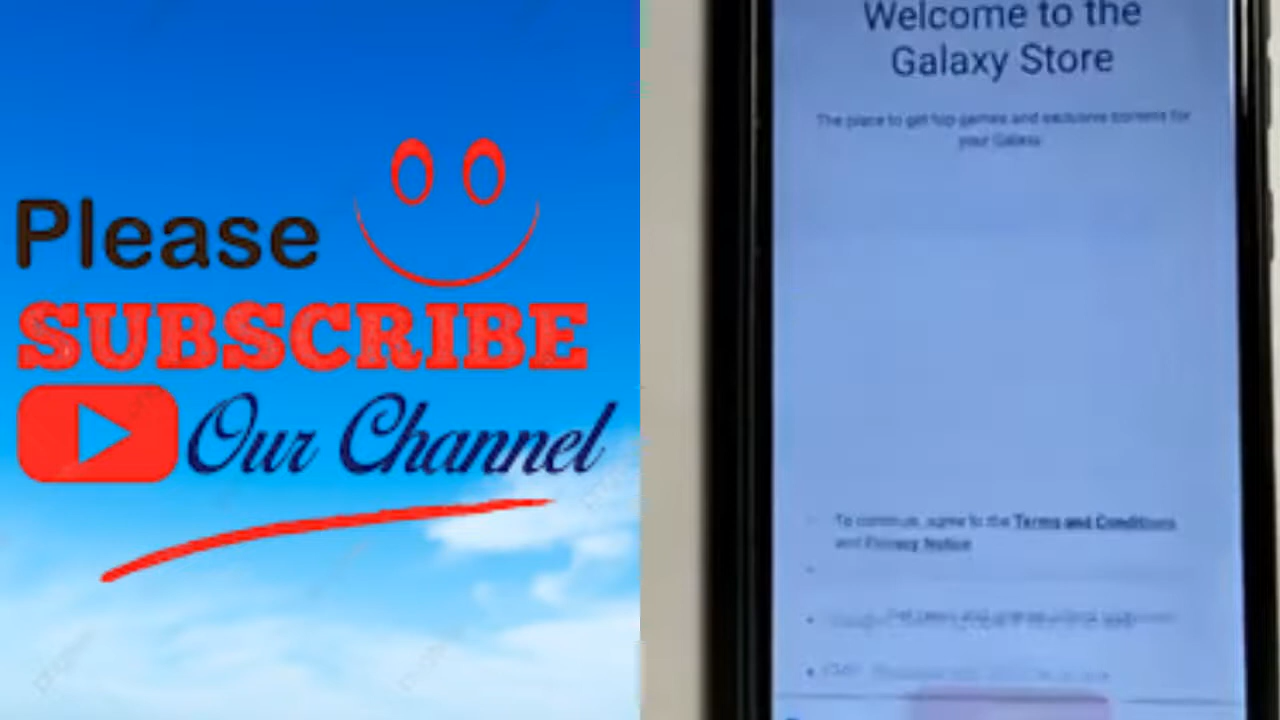 Please
SUBSCRIBE
Our Channel
Welcome to the
Galaxy Store
The place to get top games and exclusive content for
your Galaxy
To continue, agree to the Terms and Conditions
and Privacy Notice